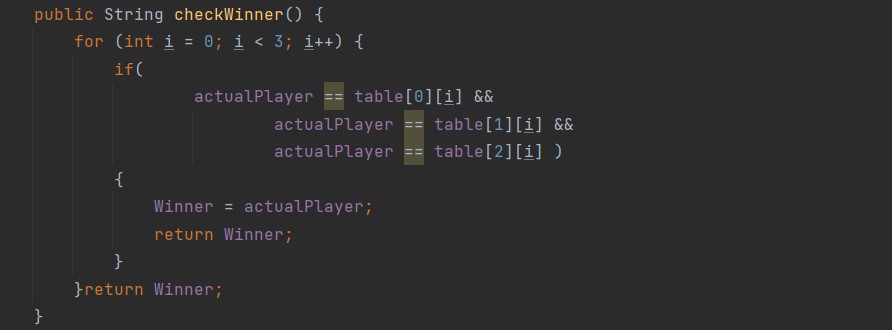 public String checkWinner() {
for (int i = 0; i < 3; i++) {
if(
actualPlayer == table[0][i] &&
actualPlayer == table[1][i] &&
actualPlayer == table[2][i] )
{
Winner = actualPlayer;
return Winner;
}
}return Winner;
}